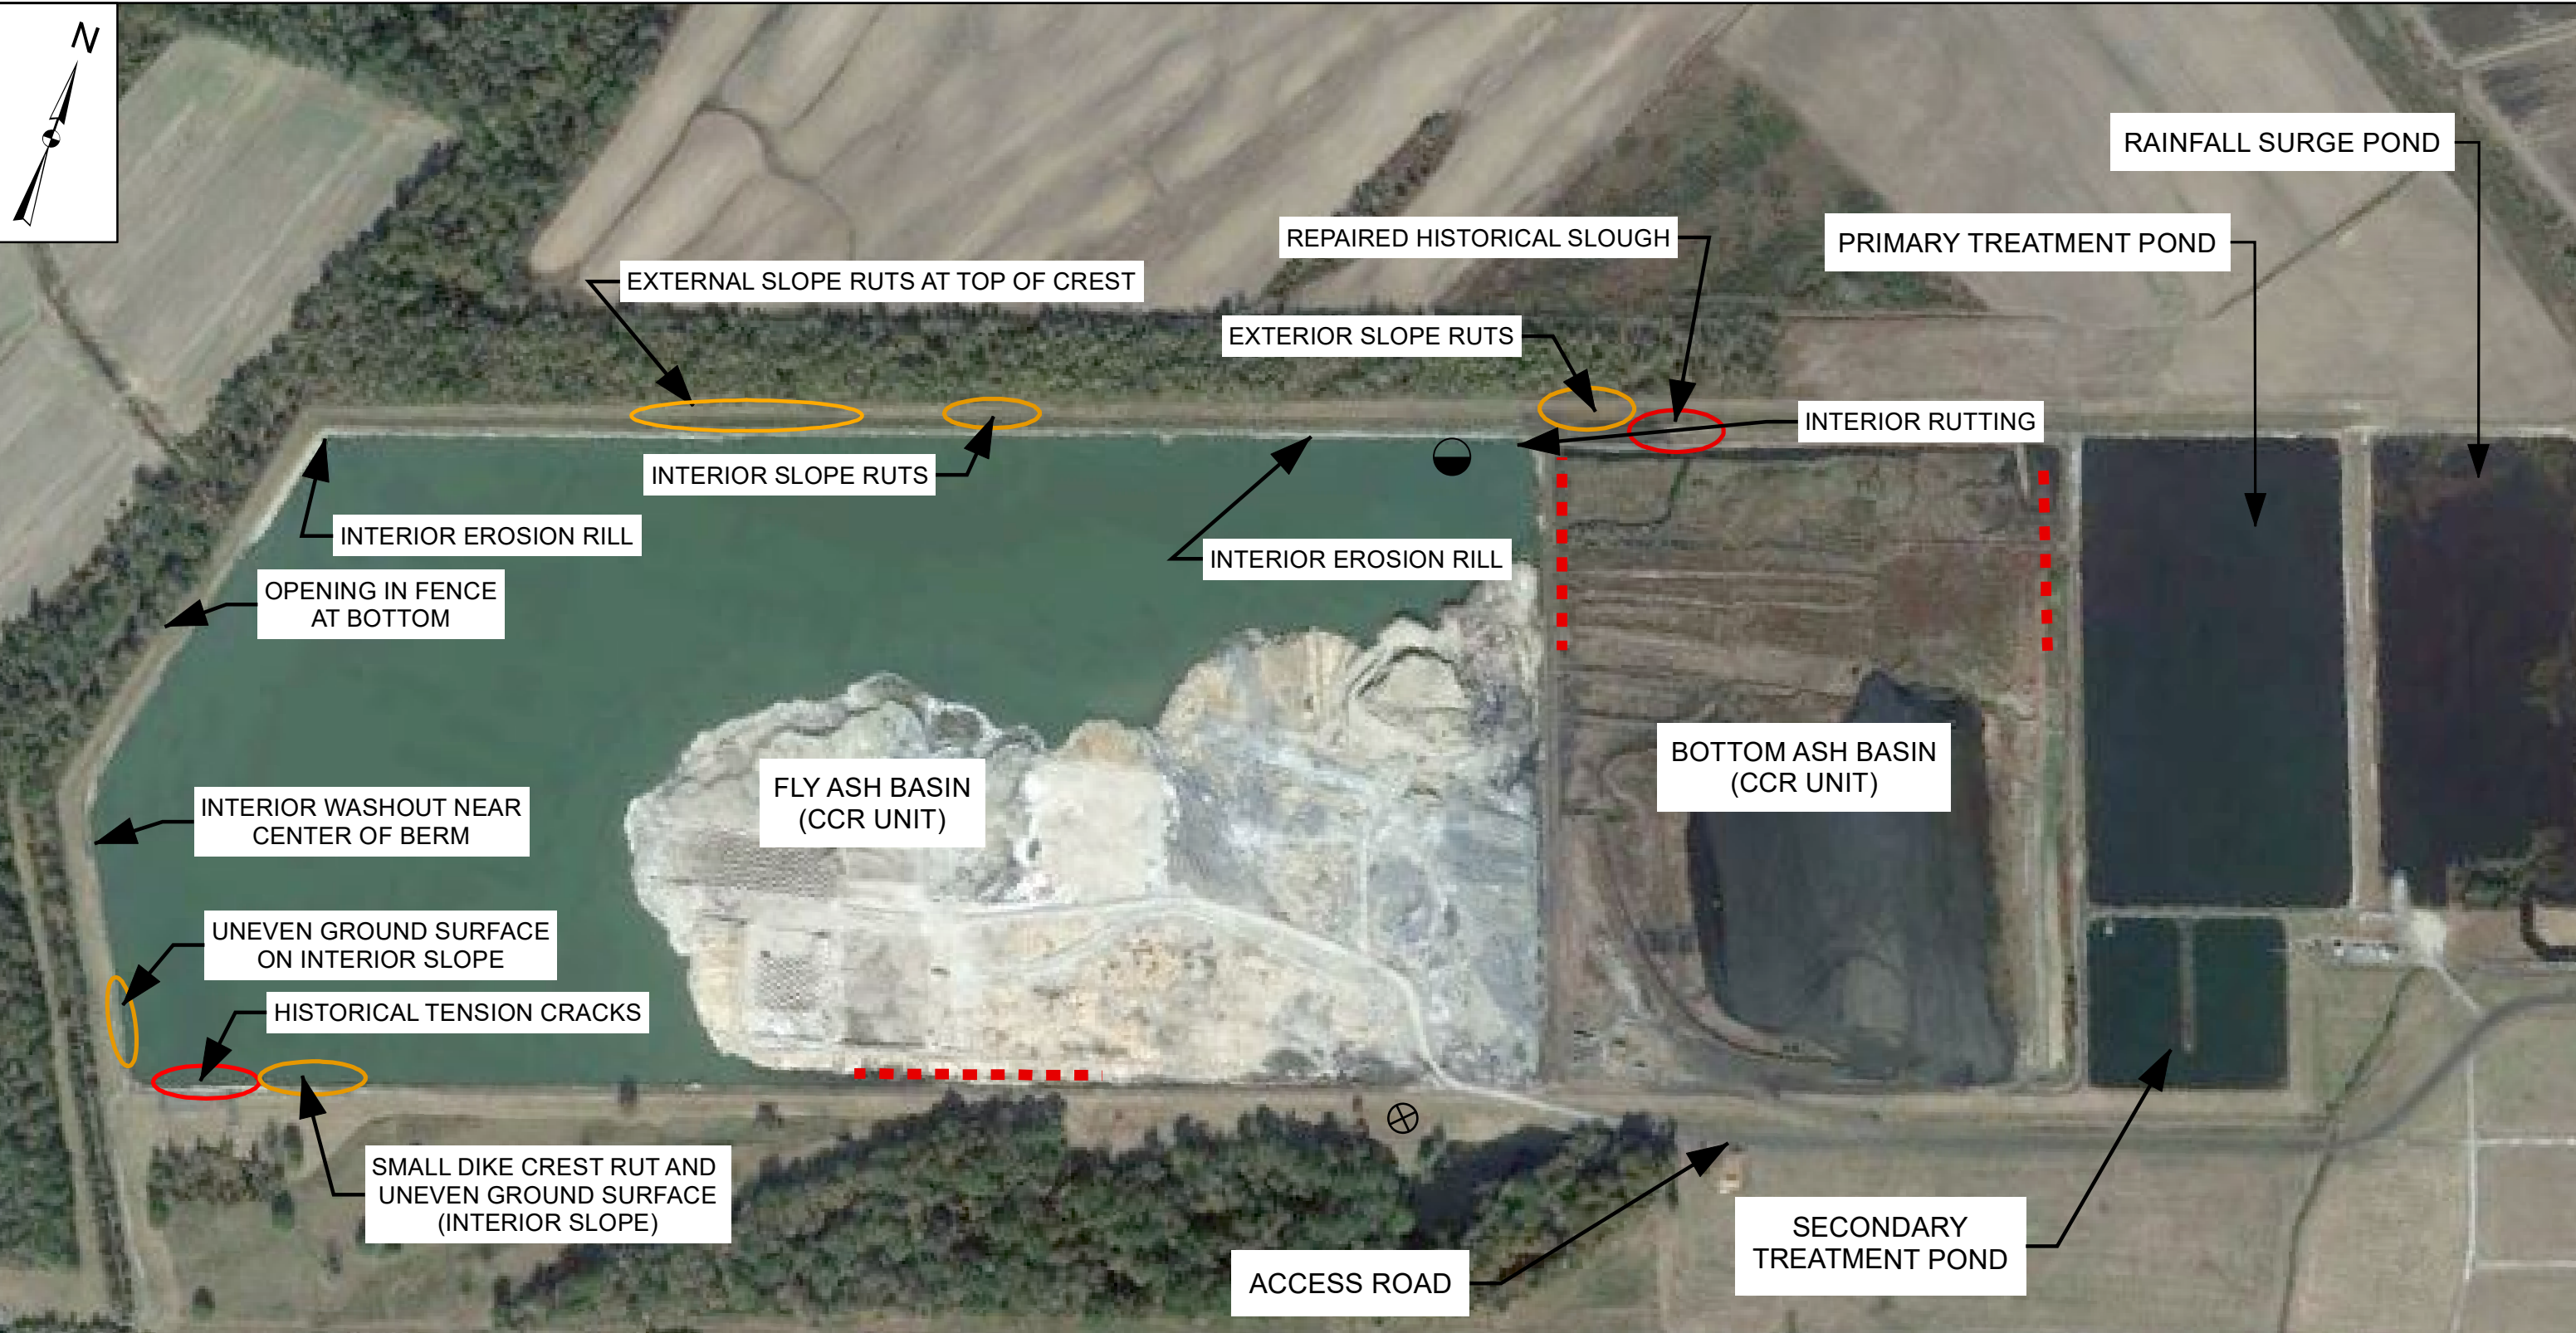 N
RAINFALL SURGE POND
REPAIRED HISTORICAL SLOUGH
PRIMARY TREATMENT POND
EXTERNAL SLOPE RUTS AT TOP OF CREST
EXTERIOR SLOPE RUTS
INTERIOR RUTTING
INTERIOR SLOPE RUTS
INTERIOR EROSION RILL
INTERIOR EROSION RILL
OPENING IN FENCE
AT BOTTOM
BOTTOM ASH BASIN
(CCR UNIT)
FLY ASH BASIN
(CCR UNIT)
INTERIOR WASHOUT NEAR
CENTER OF BERM
UNEVEN GROUND SURFACE
ON INTERIOR SLOPE
HISTORICAL TENSION CRACKS
SMALL DIKE CREST RUT AND
UNEVEN GROUND SURFACE
(INTERIOR SLOPE)
SECONDARY
TREATMENT POND
ACCESS ROAD